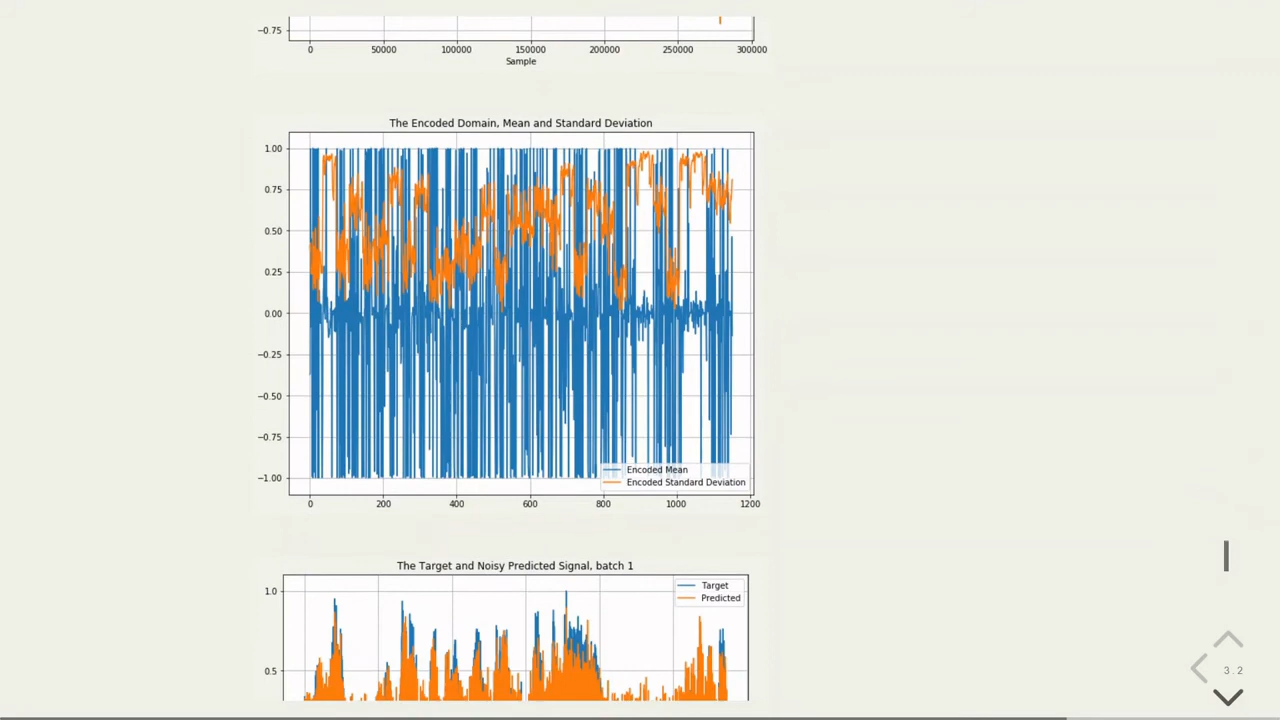 −0.75
0 50000 100000 150000 200000 250000 300000
Sample
The Encoded Domain, Mean and Standard Deviation
1.00
0.75
0.50
0.25
0.00
−0.25
−0.50
−0.75
−1.00
Encoded Mean
Encoded Standard Deviation
0 200 400 600 800 1000 1200
The Target and Noisy Predicted Signal, batch 1
1.0
0.5
Target
Predicted
3.2